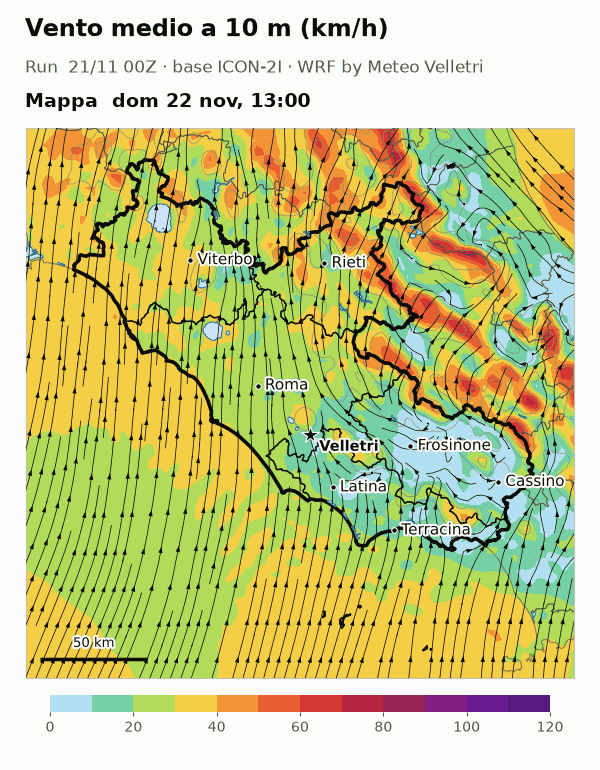 Vento medio a 10 m (km/h)
Run 21/11 00Z · base ICON-2I · WRF by Meteo Velletri
Mappa dom 22 nov, 13:00
Viterbo
Rieti
Roma
Velletri
Frosinone
Latina
Cassino
Terracina
50 km
0 20 40 60 80 100 120